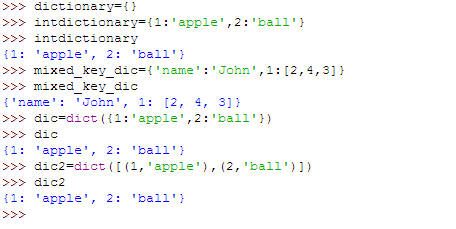 >>> dictionary={}
>>> intdictionary={1:'apple',2:'ball'}
>>> intdictionary
{1: 'apple', 2: 'ball'}
>>> mixed_key_dic={'name':'John',1:[2,4,3]}
>>> mixed_key_dic
{'name': 'John', 1: [2, 4, 3]}
>>> dic=dict({1:'apple',2:'ball'})
>>> dic
{1: 'apple', 2: 'ball'}
>>> dic2=dict([(1,'apple'),(2,'ball')])
>>> dic2
{1: 'apple', 2: 'ball'}
>>>